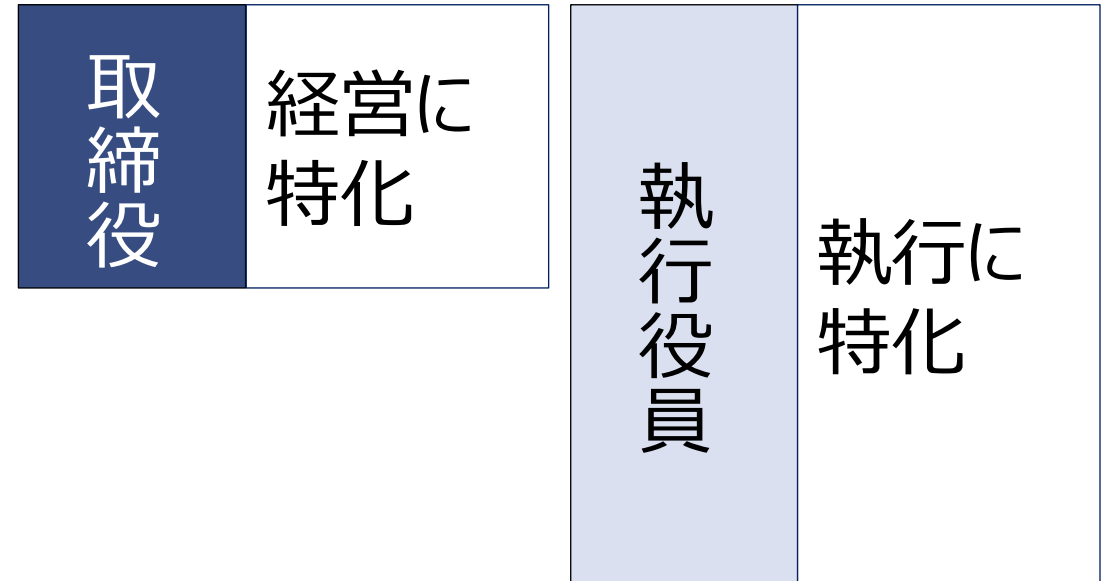 取締役
経営に
特化
執行役員
執行に
特化